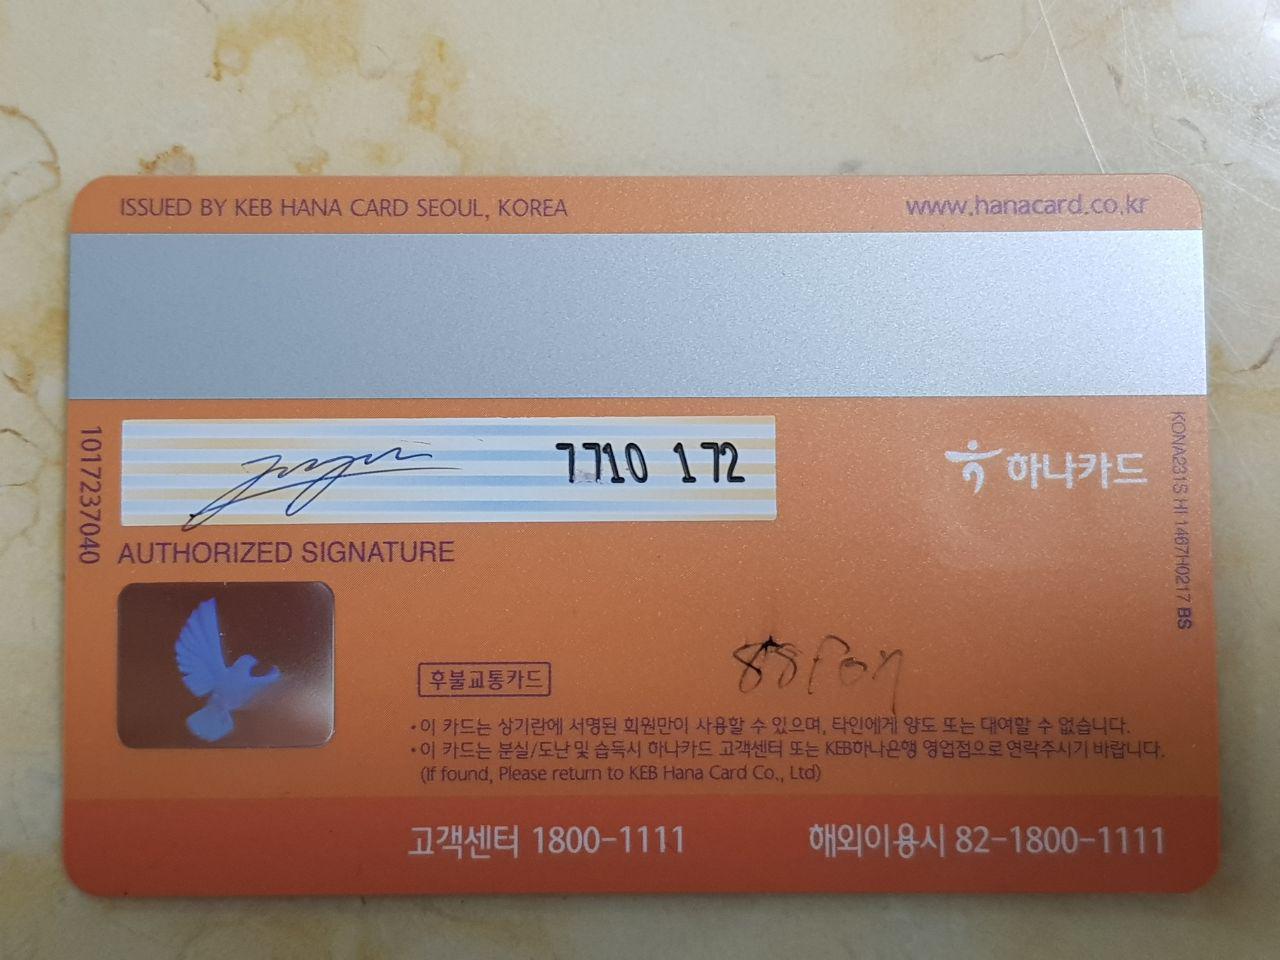 ISSUED BY KEB HANA CARD SEOUL, KOREA
www.hanacard.co.kr
7710 172
하나카드
1017237040
KONA231S HI 1467H0217 BS
AUTHORIZED SIGNATURE
후불교통카드
•이 카드는 상기란에 서명된 회원만이 사용할 수 있으며, 타인에게 양도 또는 대여할 수 없습니다.
•이 카드는 분실/도난 및 습득시 하나카드 고객센터 또는 KEB하나은행 영업점으로 연락주시기 바랍니다.
(If found, Please return to KEB Hana Card Co., Ltd)
고객센터 1800-1111
해외이용시 82-1800-1111